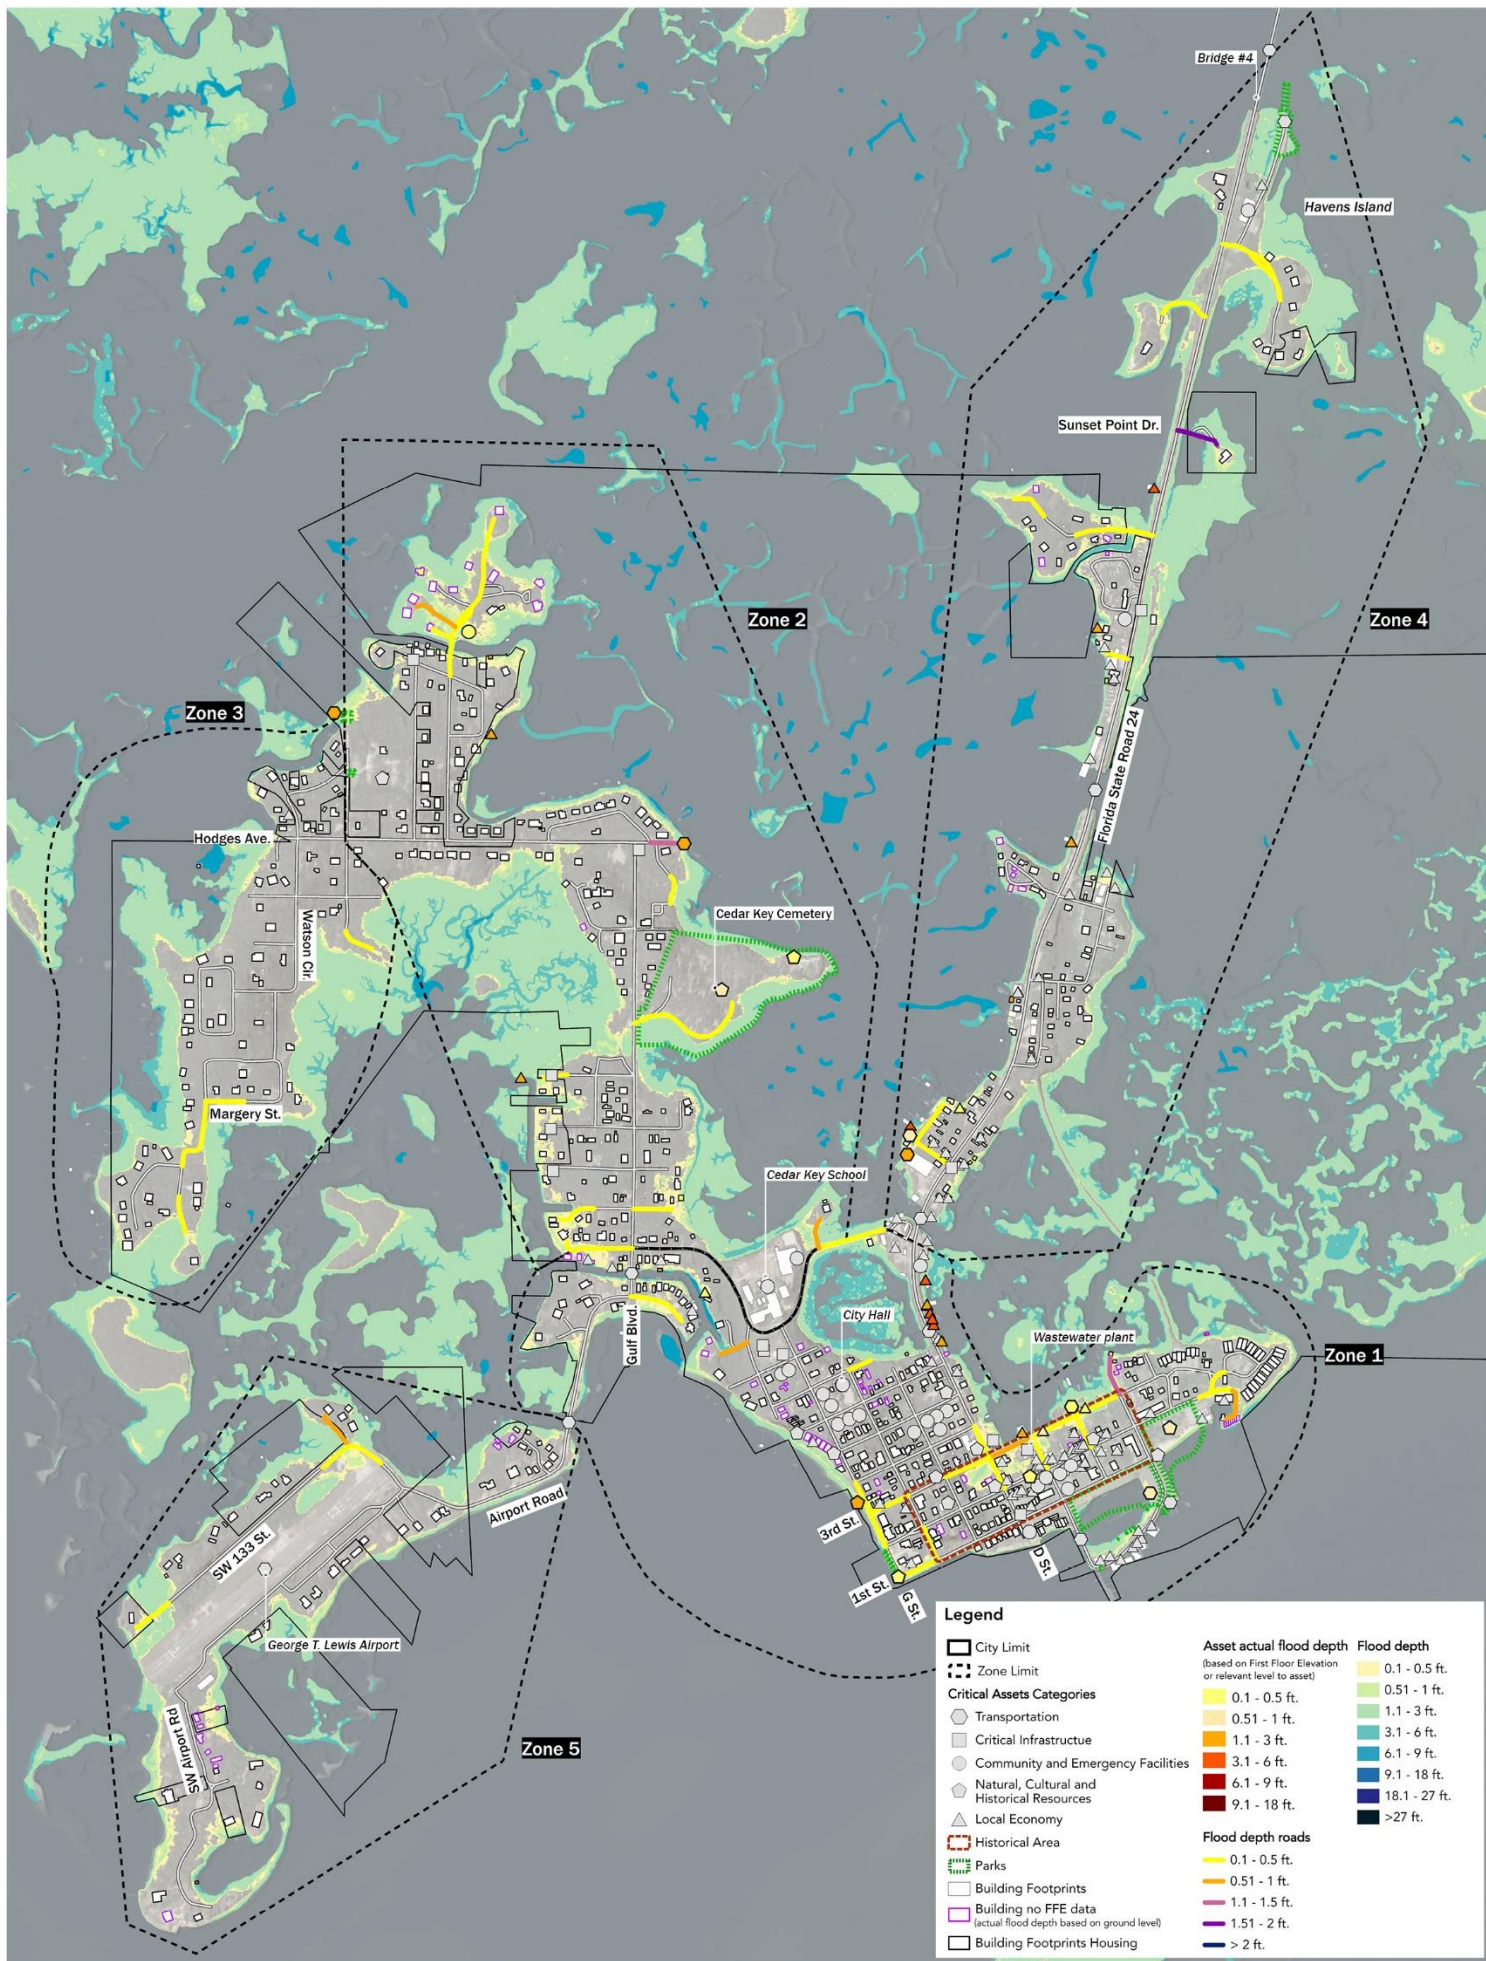 Bridge #4
Havens Island
Sunset Point Dr.
Zone 2
Zone 4
Zone 3
Florida State Road 24
Hodges Ave.
Cedar Key Cemetery
Watson Cir.
Margery St.
Cedar Key School
City Hall
Wastewater plant
Gulf Blvd.
Zone 1
Airport Road
3rd St.
SW 133 St.
D St.
1st St.
G St.
George T. Lewis Airport
SW Airport Rd
Zone 5
Legend
City Limit
Zone Limit
Critical Assets Categories
Transportation
Critical Infrastructue
Community and Emergency Facilities
Natural, Cultural and
Historical Resources
Local Economy
Historical Area
Parks
Building Footprints
Building no FFE data
(actual flood depth based on ground level)
Building Footprints Housing
Asset actual flood depth
(based on First Floor Elevation
or relevant level to asset)
0.1 - 0.5 ft.
0.51 - 1 ft.
1.1 - 3 ft.
3.1 - 6 ft.
6.1 - 9 ft.
9.1 - 18 ft.
Flood depth roads
0.1 - 0.5 ft.
0.51 - 1 ft.
1.1 - 1.5 ft.
1.51 - 2 ft.
> 2 ft.
Flood depth
0.1 - 0.5 ft.
0.51 - 1 ft.
1.1 - 3 ft.
3.1 - 6 ft.
6.1 - 9 ft.
9.1 - 18 ft.
18.1 - 27 ft.
>27 ft.